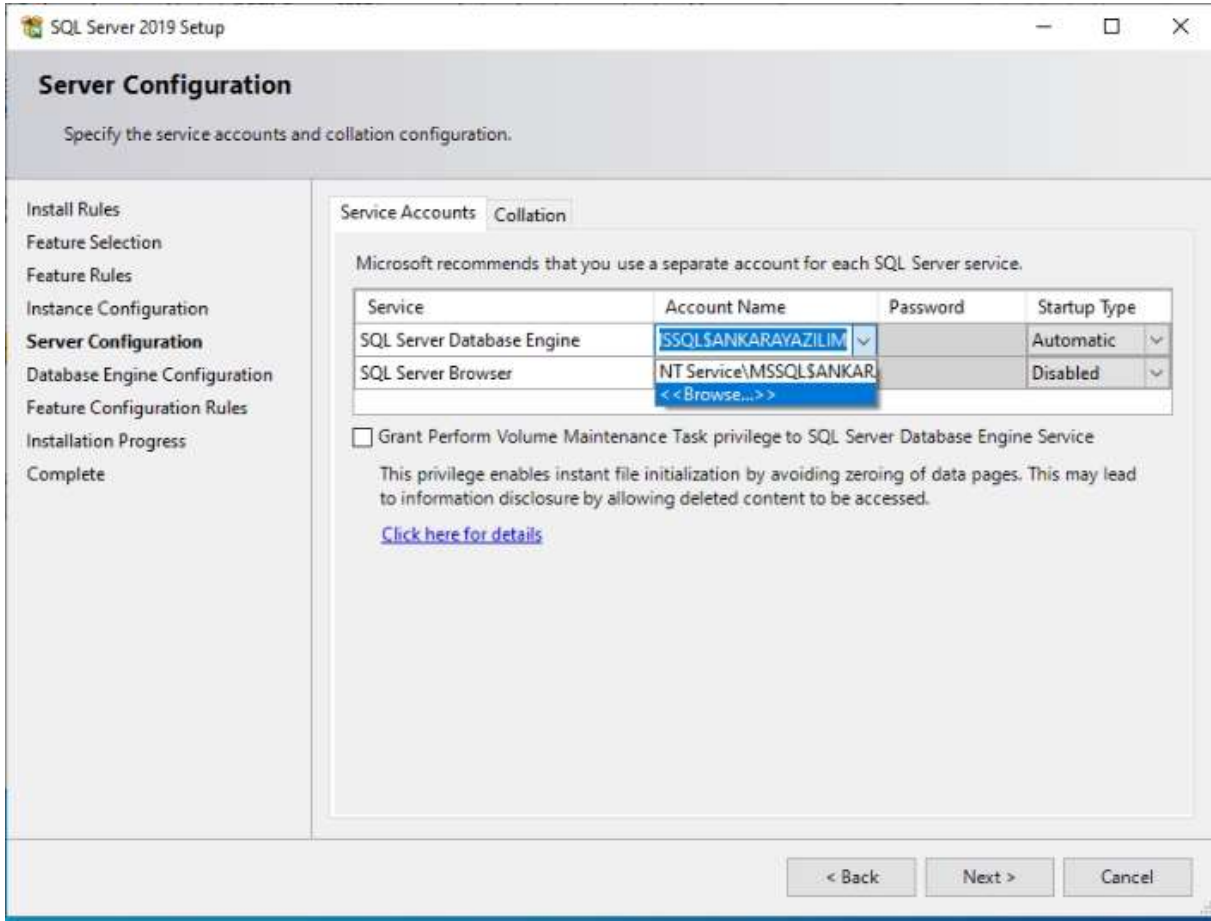 SQL Server 2019 Setup
Server Configuration
Specify the service accounts and collation configuration.
Install Rules
Feature Selection
Feature Rules
Instance Configuration
Server Configuration
Database Engine Configuration
Feature Configuration Rules
Installation Progress
Complete
Service Accounts Collation
Microsoft recommends that you use a separate account for each SQL Server service.
Service Account Name Password Startup Type
SQL Server Database Engine SSQL$ANKARAYAZILIM Automatic
SQL Server Browser NT Service\MSSQL$ANKAR Disabled
<<Browse...>>
Grant Perform Volume Maintenance Task privilege to SQL Server Database Engine Service
This privilege enables instant file initialization by avoiding zeroing of data pages. This may lead
to information disclosure by allowing deleted content to be accessed.
Click here for details
< Back Next > Cancel